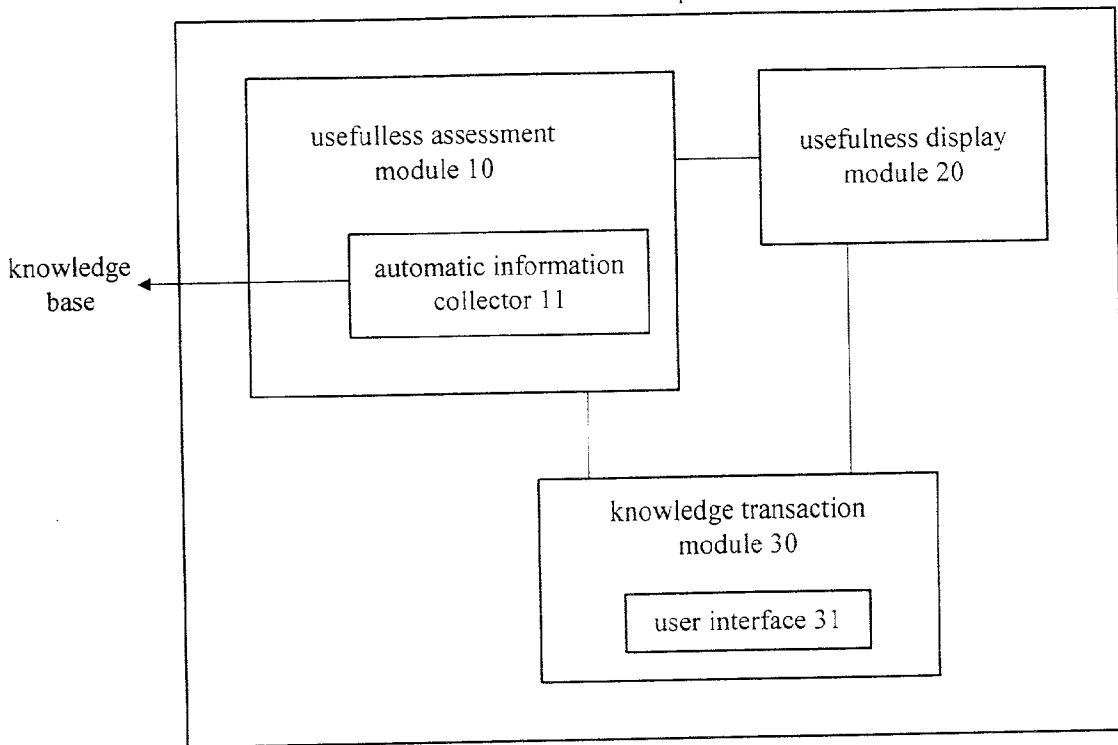 usefulless assessment
module 10
usefulness display
module 20
automatic information
collector 11
knowledge
base
knowledge transaction
module 30
user interface 31